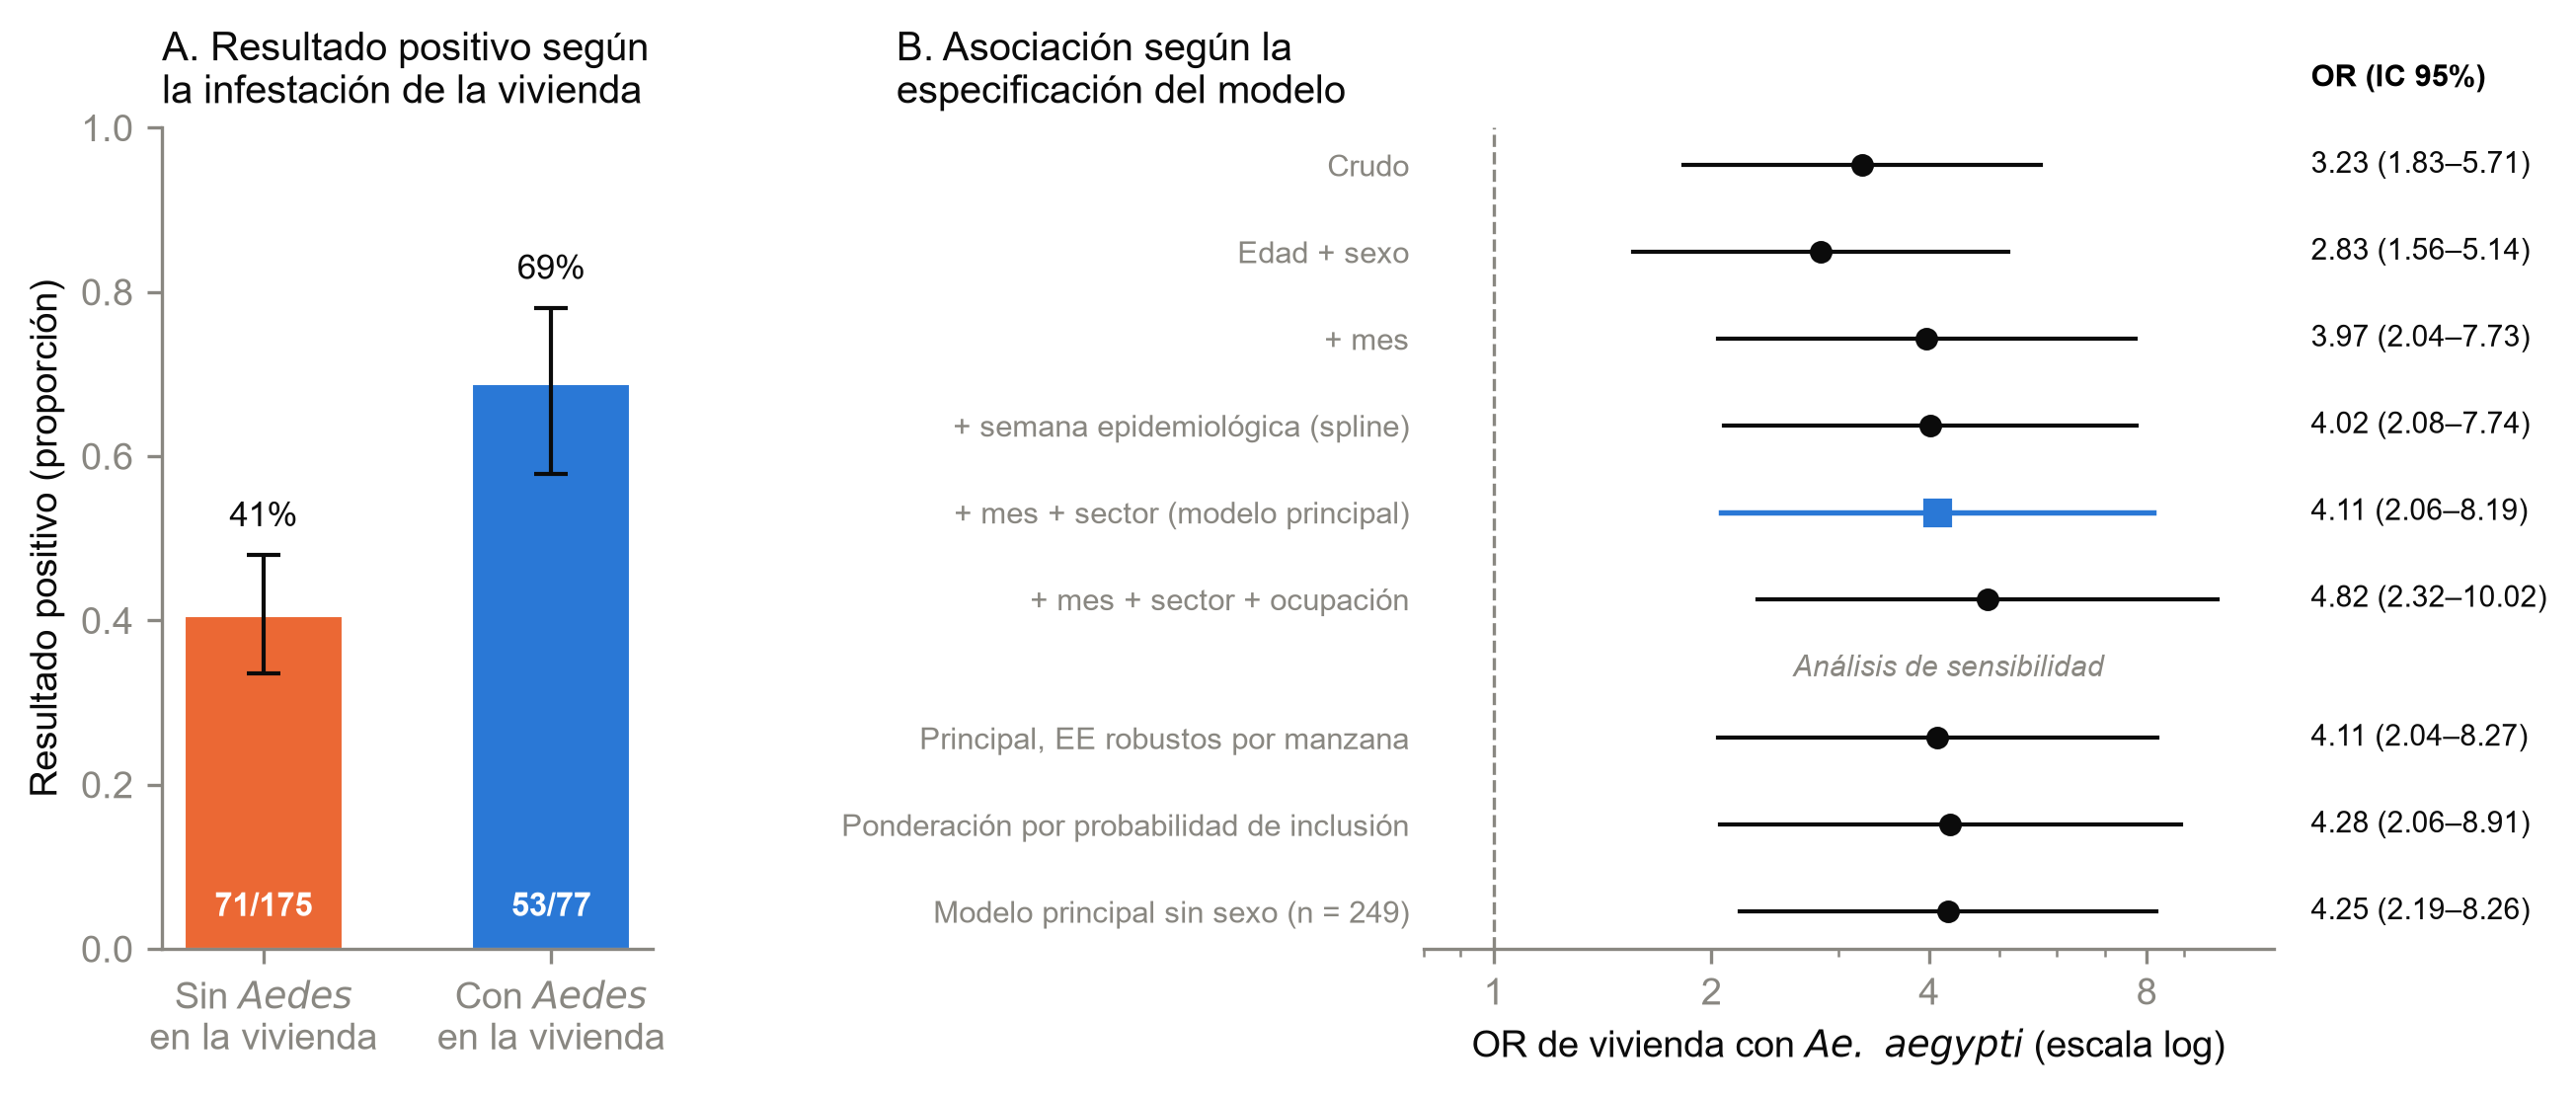 A. Resultado positivo según
la infestación de la vivienda
Resultado positivo (proporción)
1.0
0.8
0.6
0.4
0.2
0.0
41%
69%
71/175
53/77
Sin Aedes
en la vivienda
Con Aedes
en la vivienda
B. Asociación según la
especificación del modelo
OR (IC 95%)
Crudo 3.23 (1.83–5.71)
Edad + sexo 2.83 (1.56–5.14)
+ mes 3.97 (2.04–7.73)
+ semana epidemiológica (spline) 4.02 (2.08–7.74)
+ mes + sector (modelo principal) 4.11 (2.06–8.19)
+ mes + sector + ocupación 4.82 (2.32–10.02)
Análisis de sensibilidad
Principal, EE robustos por manzana 4.11 (2.04–8.27)
Ponderación por probabilidad de inclusión 4.28 (2.06–8.91)
Modelo principal sin sexo (n = 249) 4.25 (2.19–8.26)
1 2 4 8
OR de vivienda con Ae. aegypti (escala log)